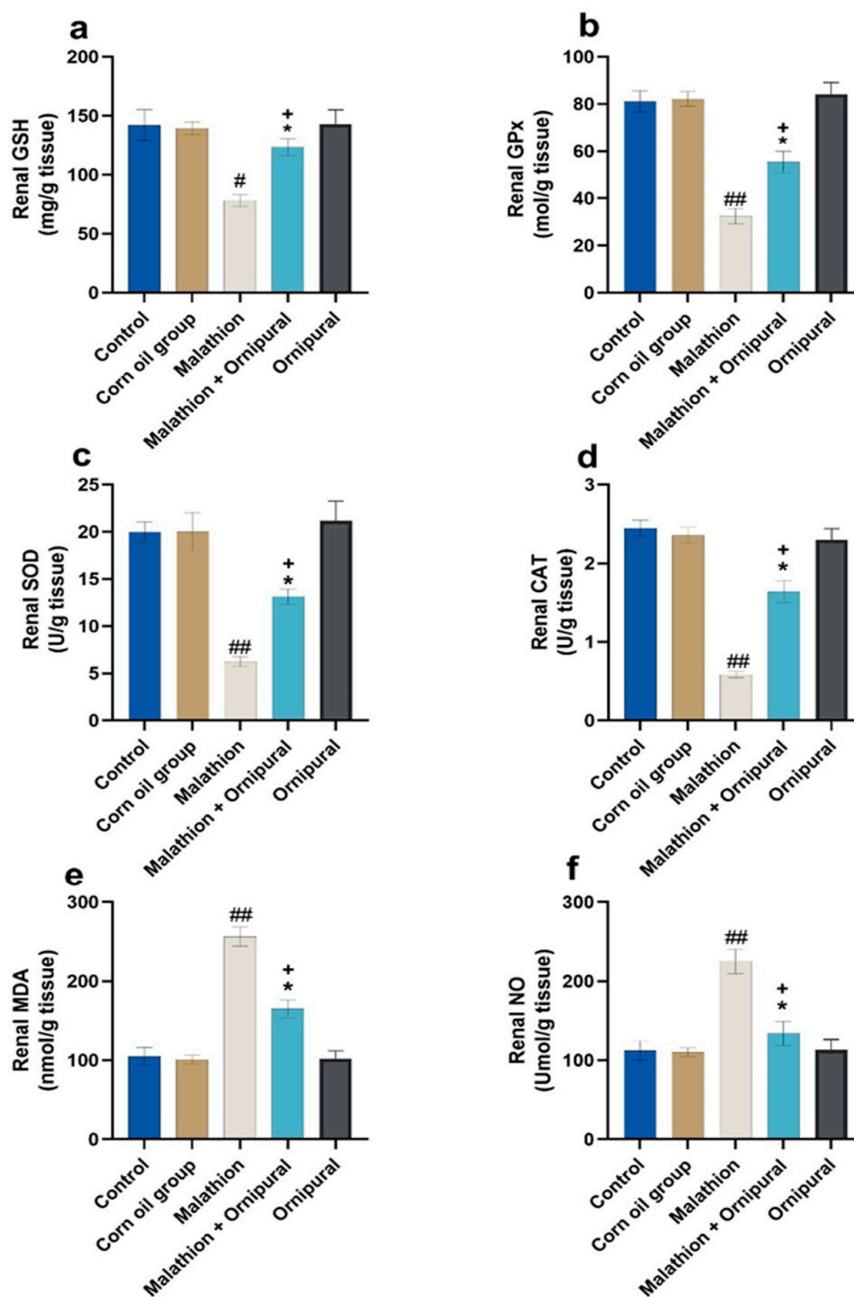 a
Renal GSH
(mg/g tissue)
200
150
100
50
0
#
+
*
Control
Corn oil group
Malathion
Malathion + Ornipural
Ornipural
b
Renal GPx
(mol/g tissue)
100
80
60
40
20
0
##
+
*
Control
Corn oil group
Malathion
Malathion + Ornipural
Ornipural
c
Renal SOD
(U/g tissue)
25
20
15
10
5
0
##
+
*
Control
Corn oil group
Malathion
Malathion + Ornipural
Ornipural
d
Renal CAT
(U/g tissue)
3
2
1
0
##
+
*
Control
Corn oil group
Malathion
Malathion + Ornipural
Ornipural
e
Renal MDA
(nmol/g tissue)
300
200
100
0
##
+
*
Control
Corn oil group
Malathion
Malathion + Ornipural
Ornipural
f
Renal NO
(Umol/g tissue)
300
200
100
0
##
+
*
Control
Corn oil group
Malathion
Malathion + Ornipural
Ornipural